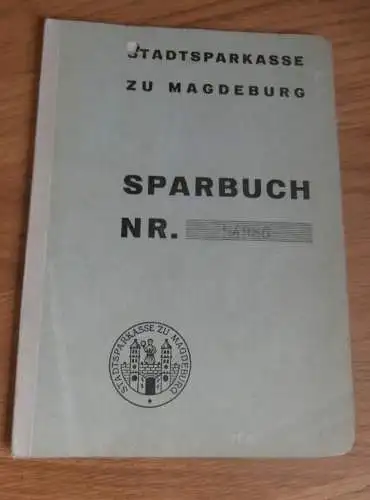 STADTSPARKASSE
ZU MAGDEBURG
SPARBUCH
NR.
STADTSPARKASSE ZU MAGDEBURG